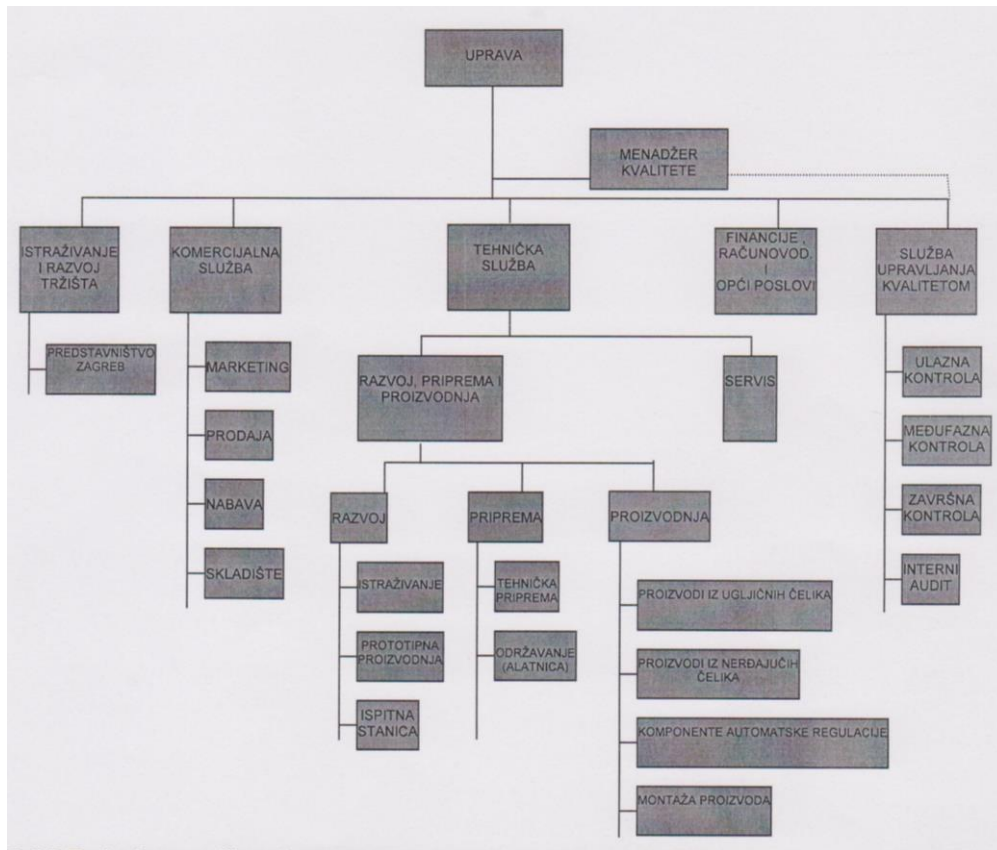 UPRAVA
MENADŽER
KVALITETE
ISTRAŽIVANJE
I RAZVOJ
TRŽIŠTA
KOMERCIJALNA
SLUŽBA
TEHNIČKA
SLUŽBA
FINANCIJE ,
RAČUNOVOD.
I
OPĆI POSLOVI
SLUŽBA
UPRAVLJANJA
KVALITETOM
PREDSTAVNIŠTVO
ZAGREB
MARKETING
PRODAJA
NABAVA
SKLADIŠTE
RAZVOJ, PRIPREMA I
PROIZVODNJA
SERVIS
RAZVOJ
PRIPREMA
PROIZVODNJA
ISTRAŽIVANJE
PROTOTIPNA
PROIZVODNJA
ISPITNA
STANICA
TEHNIČKA
PRIPREMA
ODRŽAVANJE
(ALATNICA)
PROIZVODI IZ UGLJIČNIH ČELIKA
PROIZVODI IZ NERĐAJUČIH
ČELIKA
KOMPONENTE AUTOMATSKE REGULACIJE
MONTAŽA PROIZVODA
ULAZNA
KONTROLA
MEĐUFAZNA
KONTROLA
ZAVRŠNA
KONTROLA
INTERNI
AUDIT